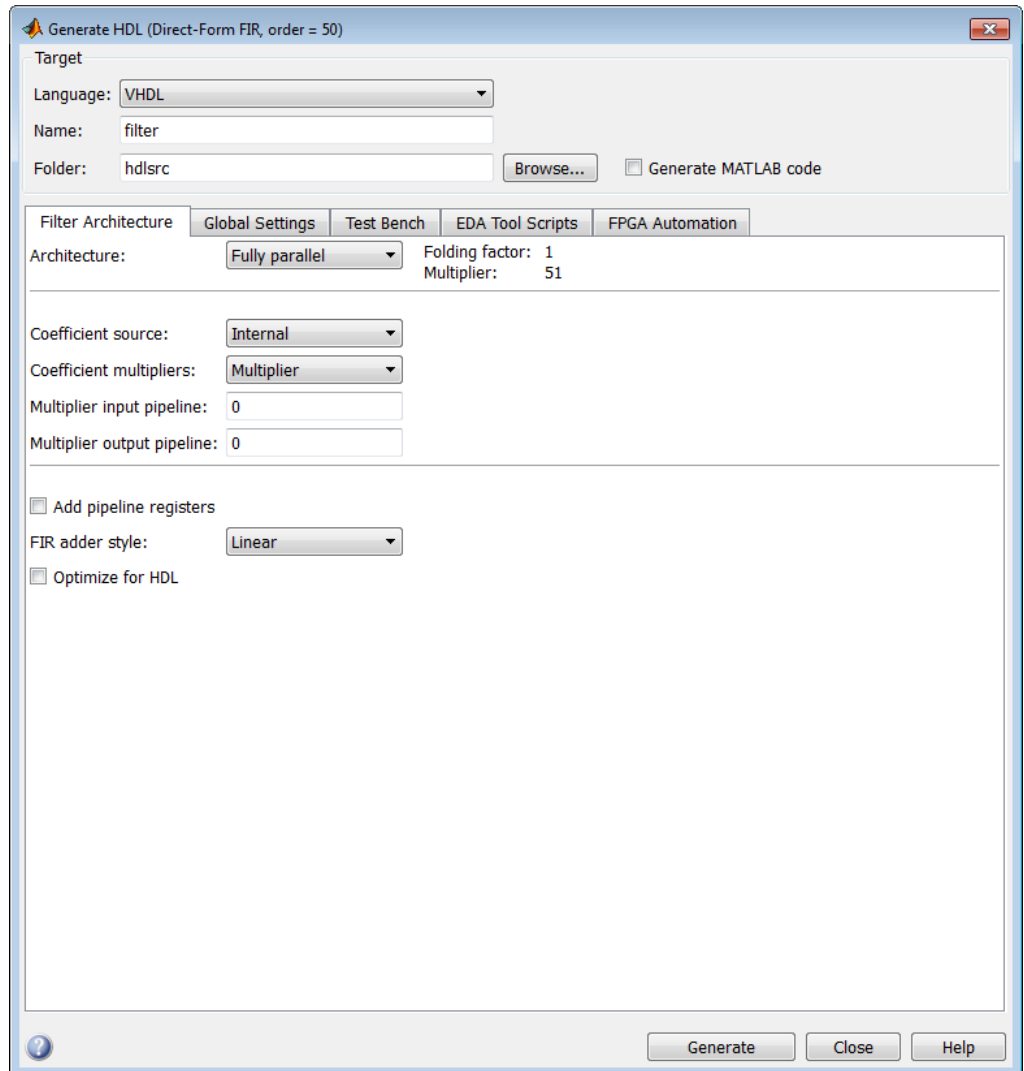 Generate HDL (Direct-Form FIR, order = 50)
Target
Language: VHDL
Name: filter
Folder: hdlsrc Browse... Generate MATLAB code
Filter Architecture Global Settings Test Bench EDA Tool Scripts FPGA Automation
Architecture: Fully parallel Folding factor: 1
Multiplier: 51
Coefficient source: Internal
Coefficient multipliers: Multiplier
Multiplier input pipeline: 0
Multiplier output pipeline: 0
Add pipeline registers
FIR adder style: Linear
Optimize for HDL
? Generate Close Help